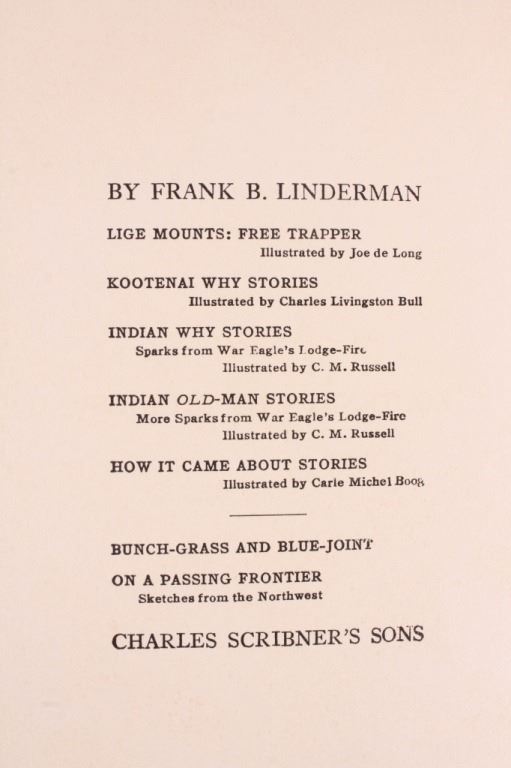 BY FRANK B. LINDERMAN
LIGE MOUNTS: FREE TRAPPER
Illustrated by Joe de Long
KOOTENAI WHY STORIES
Illustrated by Charles Livingston Bull
INDIAN WHY STORIES
Sparks from War Eagle's Lodge-Fire
Illustrated by C. M. Russell
INDIAN OLD-MAN STORIES
More Sparks from War Eagle's Lodge-Fire
Illustrated by C. M. Russell
HOW IT CAME ABOUT STORIES
Illustrated by Carle Michel Boog
BUNCH-GRASS AND BLUE-JOINT
ON A PASSING FRONTIER
Sketches from the Northwest
CHARLES SCRIBNER'S SONS